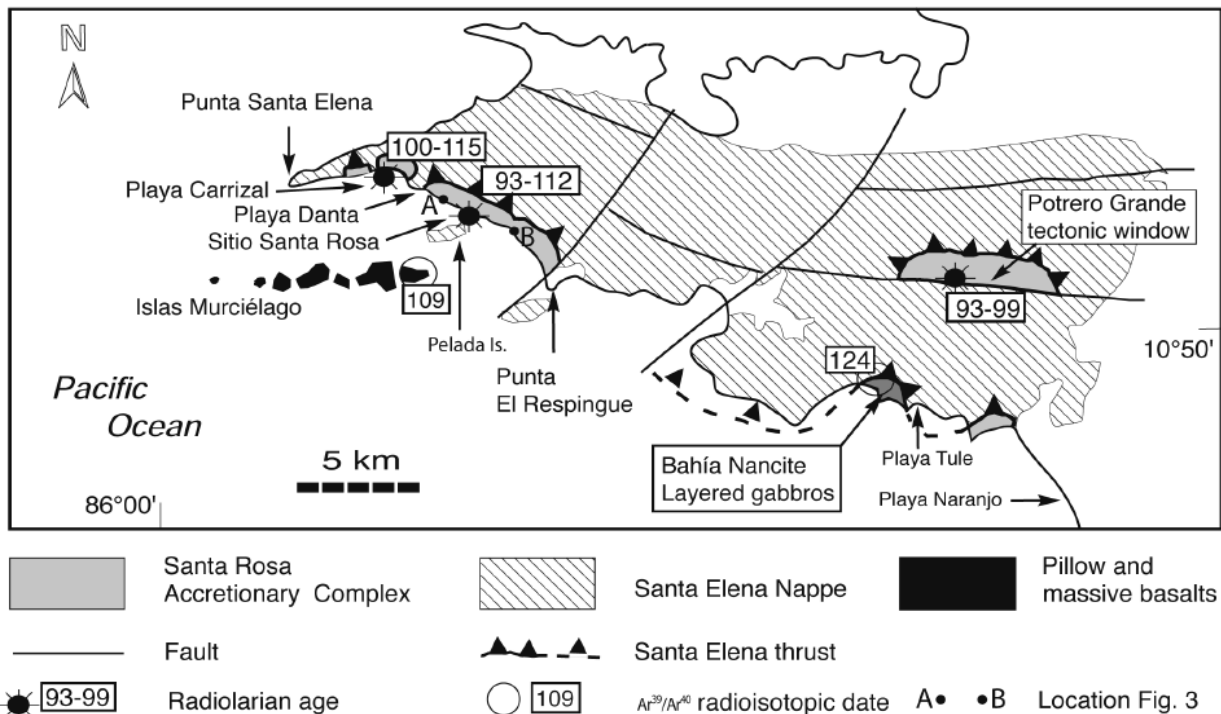 N
Punta Santa Elena
100-115
93-112
Playa Carrizal
Playa Danta
A
Sitio Santa Rosa
B
Potrero Grande
tectonic window
109
Islas Murciélago
93-99
Pelada Is.
10°50'
124
Punta
El Respingue
Pacific
Ocean
5 km
Bahía Nancite
Layered gabbros
Playa Tule
Playa Naranjo
86°00'
Santa Rosa
Accretionary Complex
Santa Elena Nappe
Pillow and
massive basalts
Fault
Santa Elena thrust
93-99 Radiolarian age
109 Ar³⁹/Ar⁴⁰ radioisotopic date
A B Location Fig. 3